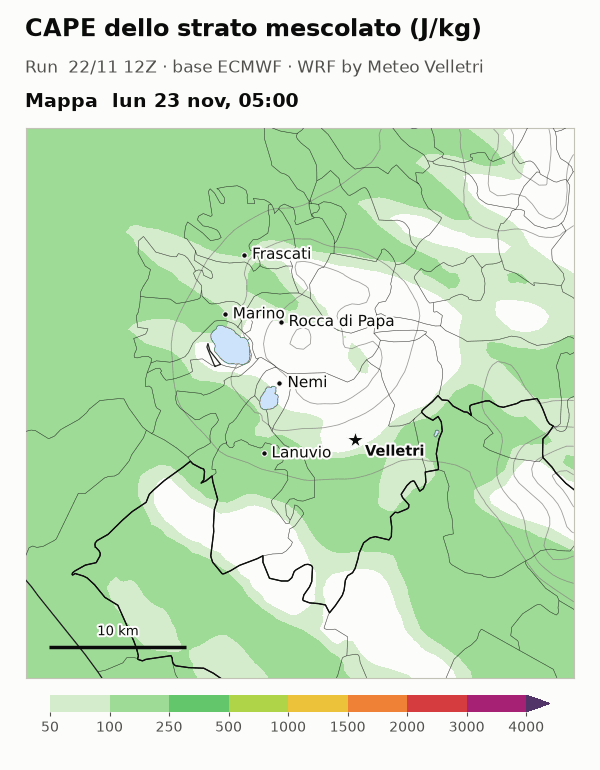 CAPE dello strato mescolato (J/kg)
Run  22/11 12Z · base ECMWF · WRF by Meteo Velletri
Mappa  lun 23 nov, 05:00
Frascati
Marino
Rocca di Papa
Nemi
Velletri
Lanuvio
10 km
50 100 250 500 1000 1500 2000 3000 4000